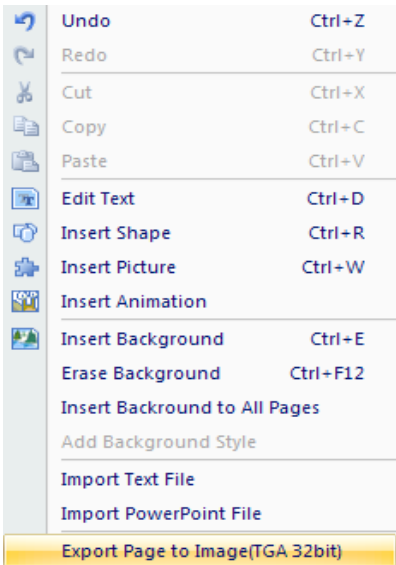 Undo Ctrl+Z
Redo Ctrl+Y
Cut Ctrl+X
Copy Ctrl+C
Paste Ctrl+V
Edit Text Ctrl+D
Insert Shape Ctrl+R
Insert Picture Ctrl+W
Insert Animation
Insert Background Ctrl+E
Erase Background Ctrl+F12
Insert Backround to All Pages
Add Background Style
Import Text File
Import PowerPoint File
Export Page to Image(TGA 32bit)